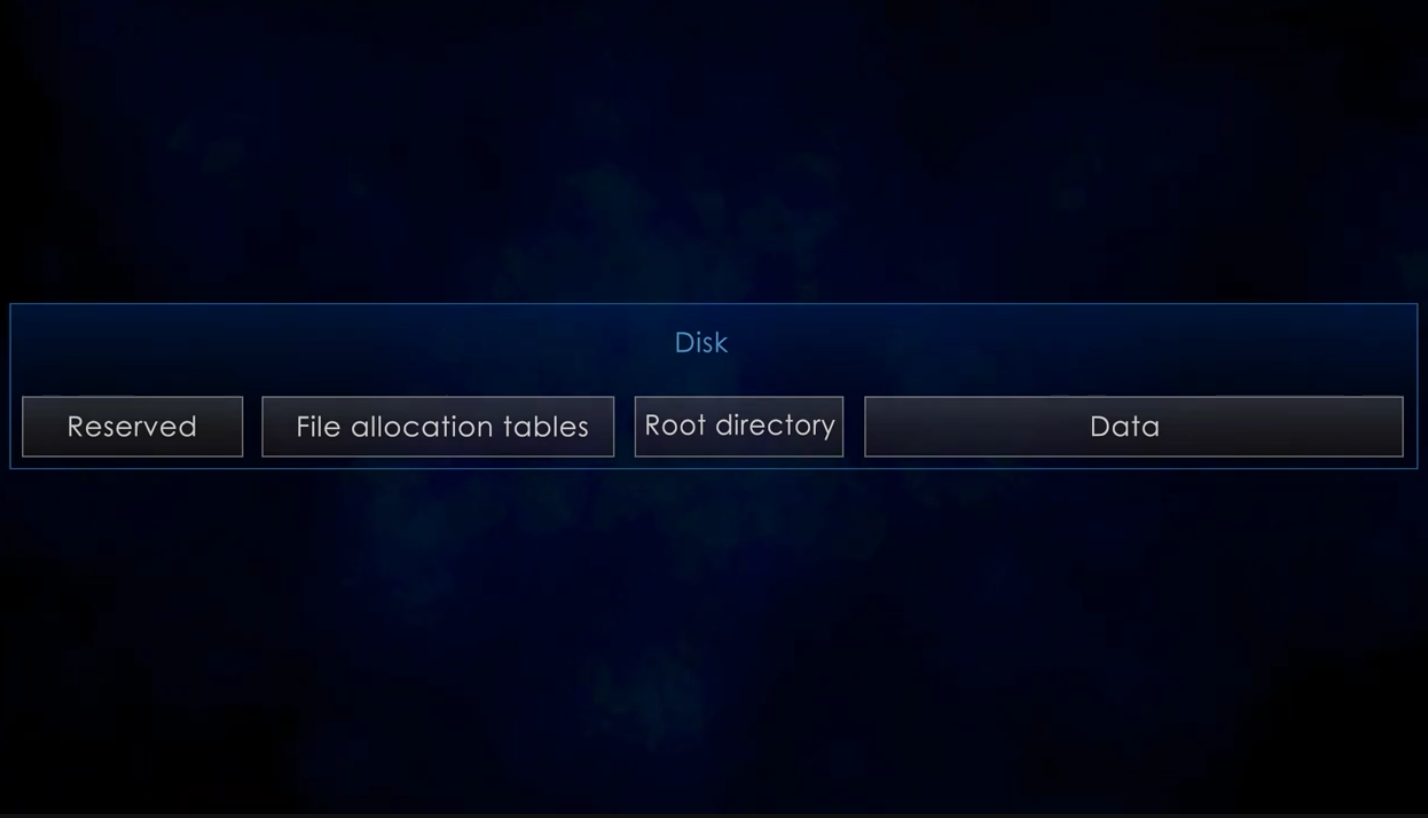 Disk
Reserved
File allocation tables
Root directory
Data